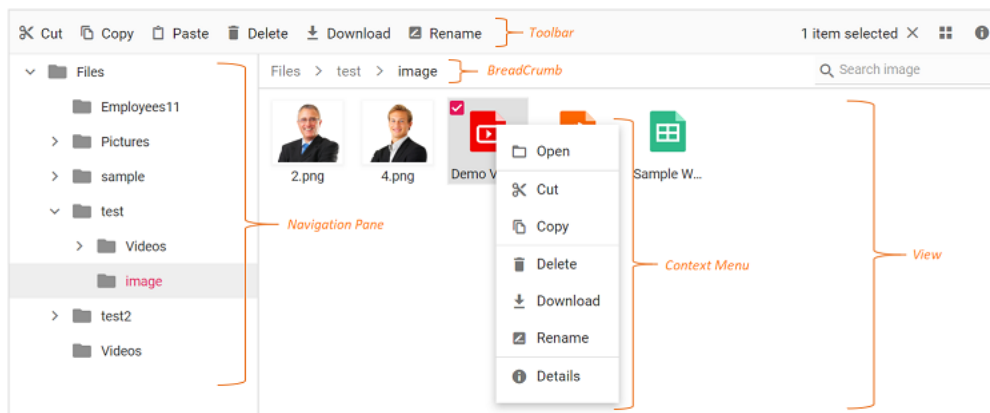 Cut Copy Paste Delete Download Rename Toolbar 1 item selected
Files
Files > test > image BreadCrumb
Search image
Employees11
Pictures
sample
test
Videos
image
test2
Videos
Navigation Pane
2.png 4.png Demo V Sample W...
Open
Cut
Copy
Delete
Download
Rename
Details
Context Menu
View